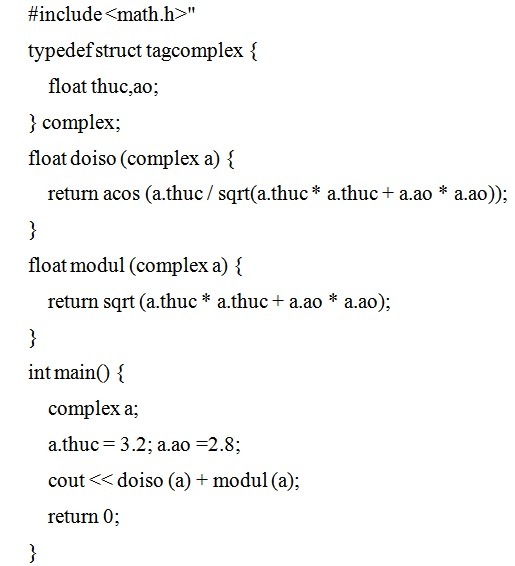 #include <math.h>"
typedef struct tagcomplex {
float thuc,ao;
} complex;
float doiso (complex a) {
return acos (a.thuc / sqrt(a.thuc * a.thuc + a.ao * a.ao));
}
float modul (complex a) {
return sqrt (a.thuc * a.thuc + a.ao * a.ao);
}
int main() {
complex a;
a.thuc = 3.2; a.ao =2.8;
cout << doiso (a) + modul (a);
return 0;
}